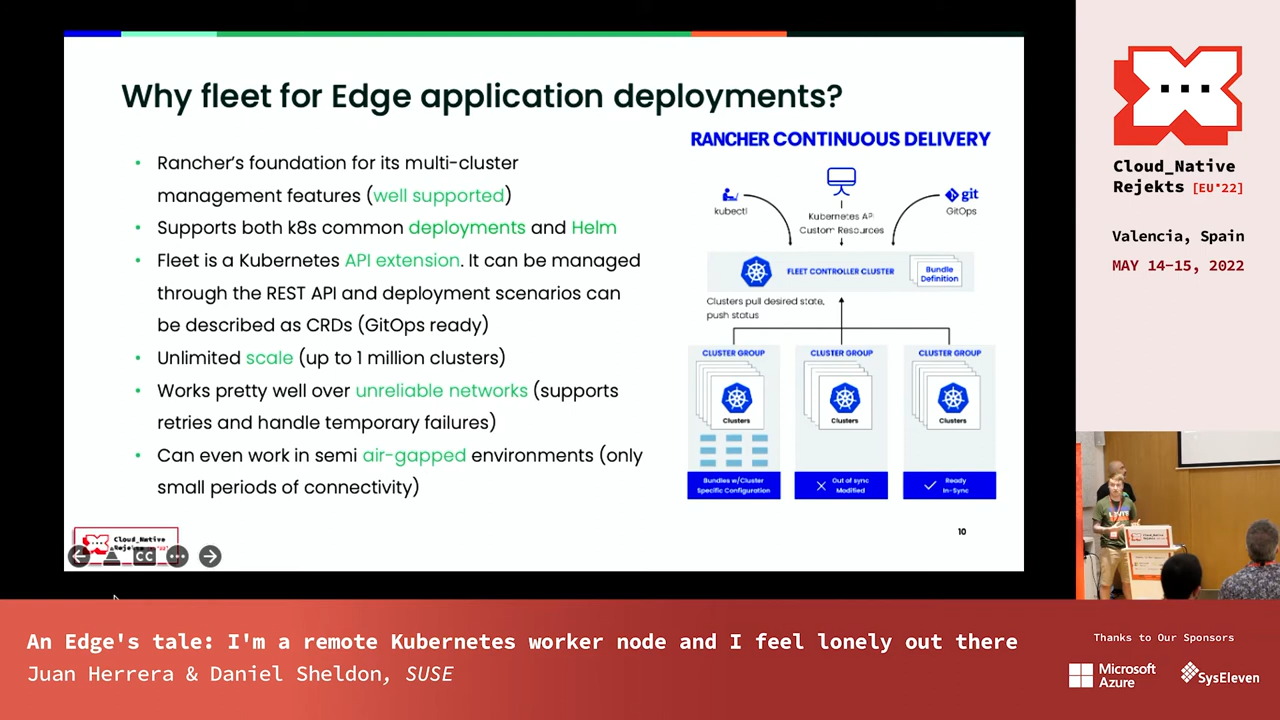 Why fleet for Edge application deployments?
• Rancher's foundation for its multi-cluster
management features (well supported)
• Supports both k8s common deployments and Helm
• Fleet is a Kubernetes API extension. It can be managed
through the REST API and deployment scenarios can
be described as CRDs (GitOps ready)
• Unlimited scale (up to 1 million clusters)
• Works pretty well over unreliable networks (supports
retries and handle temporary failures)
• Can even work in semi air-gapped environments (only
small periods of connectivity)
RANCHER CONTINUOUS DELIVERY
kubectl
Kubernetes API
Custom Resources
git
GitOps
FLEET CONTROLLER CLUSTER
Bundle
Definition
Clusters pull desired state,
push status
CLUSTER GROUP
Clusters
Bundles w/Cluster
Specific Configuration
CLUSTER GROUP
Clusters
Out of sync
Modified
CLUSTER GROUP
Clusters
Ready
In-Sync
Cloud_Native
10
CC
Cloud_Native
Rejekts [EU*22]
Valencia, Spain
MAY 14-15, 2022
An Edge's tale: I'm a remote Kubernetes worker node and I feel lonely out there
Juan Herrera & Daniel Sheldon, SUSE
Thanks to Our Sponsors
Microsoft
Azure
SysEleven